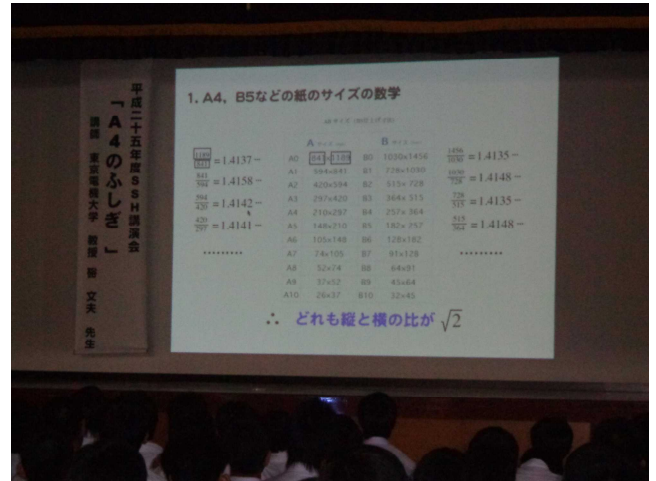 平成二十五年度SSH講演会
「A4のふしぎ」
講師 東京電機大学 教授 文夫 先生
1. A4, B5などの紙のサイズの数学
A B
1189/841 = 1.4137−
841/594 = 1.4158−
594/420 = 1.4142−
420/297 = 1.4141−
………
A0 841×1189 B0 1030×1456
A1 594×841 B1 728×1030
A2 420×594 B2 515×728
A3 297×420 B3 364×515
A4 210×297 B4 257×364
A5 148×210 B5 182×257
A6 105×148 B6 128×182
A7 74×105 B7 91×128
A8 52×74 B8 64×91
A9 37×52 B9 45×64
A10 26×37 B10 32×45
1456/1030 = 1.4135−
1030/728 = 1.4148−
728/515 = 1.4135−
515/364 = 1.4148−
………
∴ どれも縦と横の比が √2